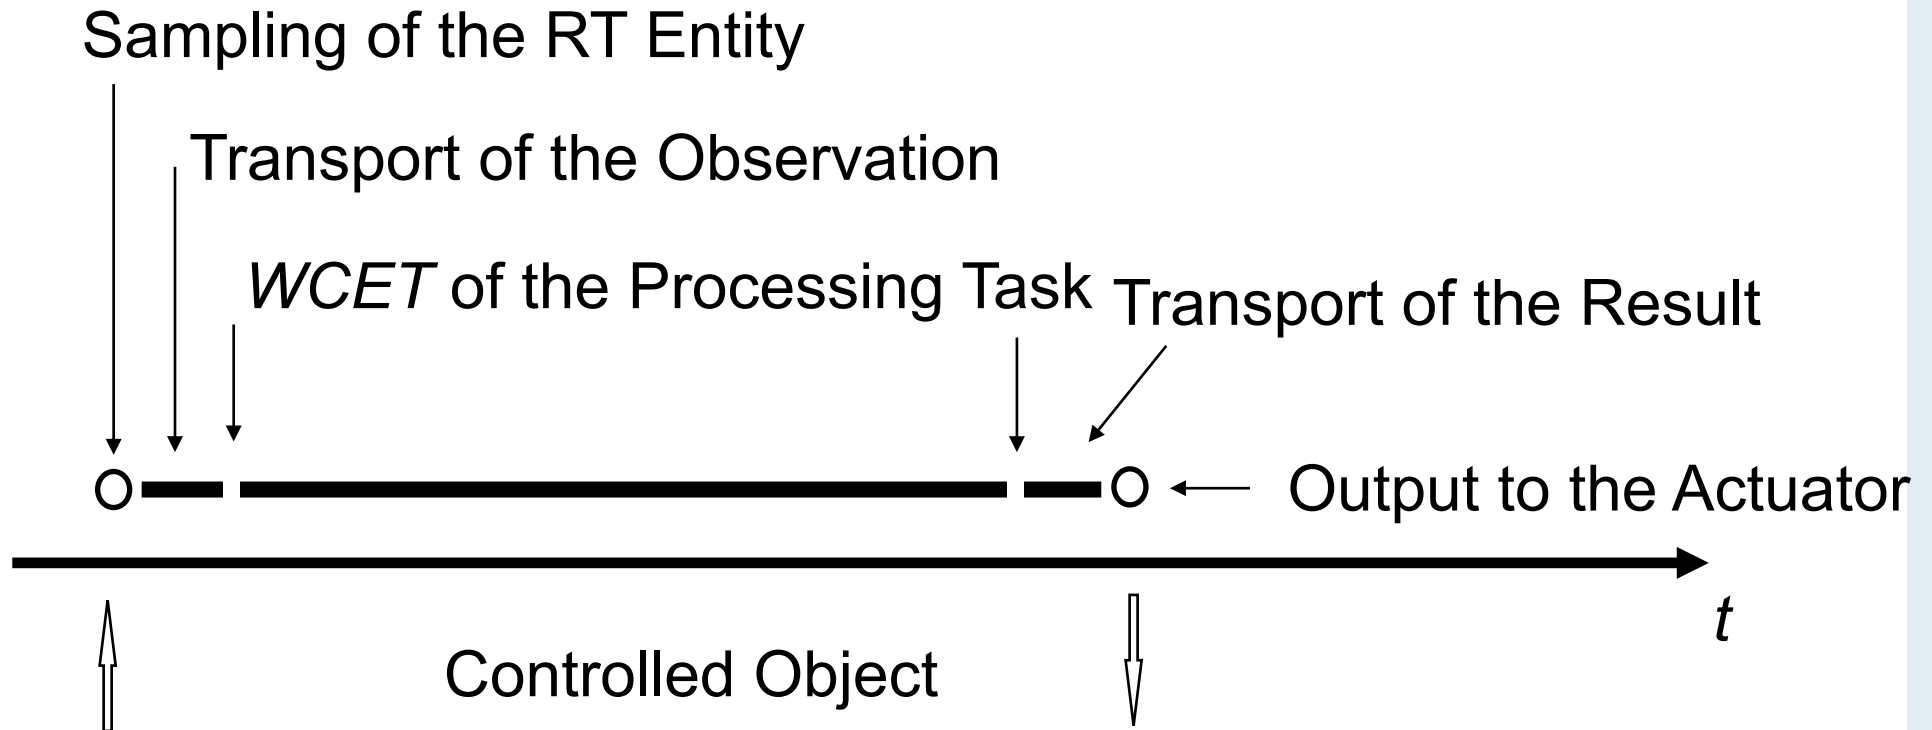 Sampling of the RT Entity
Transport of the Observation
WCET of the Processing Task
Transport of the Result
Output to the Actuator
t
Controlled Object